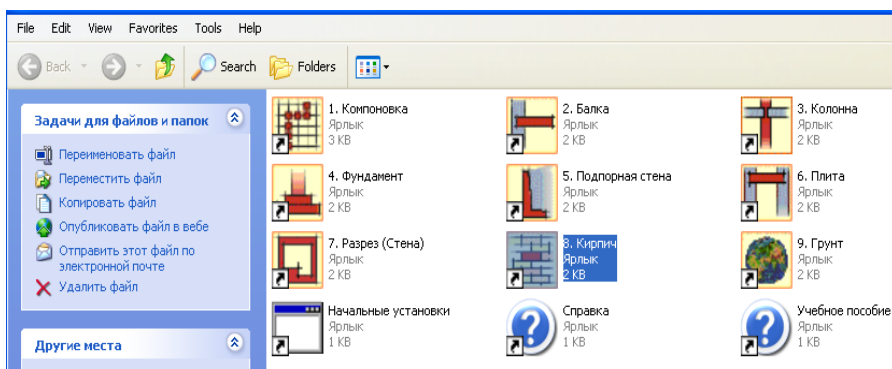 File Edit View Favorites Tools Help
Back Search Folders
Задачи для файлов и папок
Переименовать файл
Переместить файл
Копировать файл
Опубликовать файл в вебе
Отправить этот файл по
электронной почте
Удалить файл
Другие места
1. Компоновка
Ярлык
3 KB
2. Балка
Ярлык
2 KB
3. Колонна
Ярлык
2 KB
4. Фундамент
Ярлык
2 KB
5. Подпорная стена
Ярлык
2 KB
6. Плита
Ярлык
2 KB
7. Разрез (Стена)
Ярлык
2 KB
8. Кирпич
Ярлык
2 KB
9. Грунт
Ярлык
2 KB
Начальные установки
Ярлык
1 KB
Справка
Ярлык
1 KB
Учебное пособие
Ярлык
1 KB